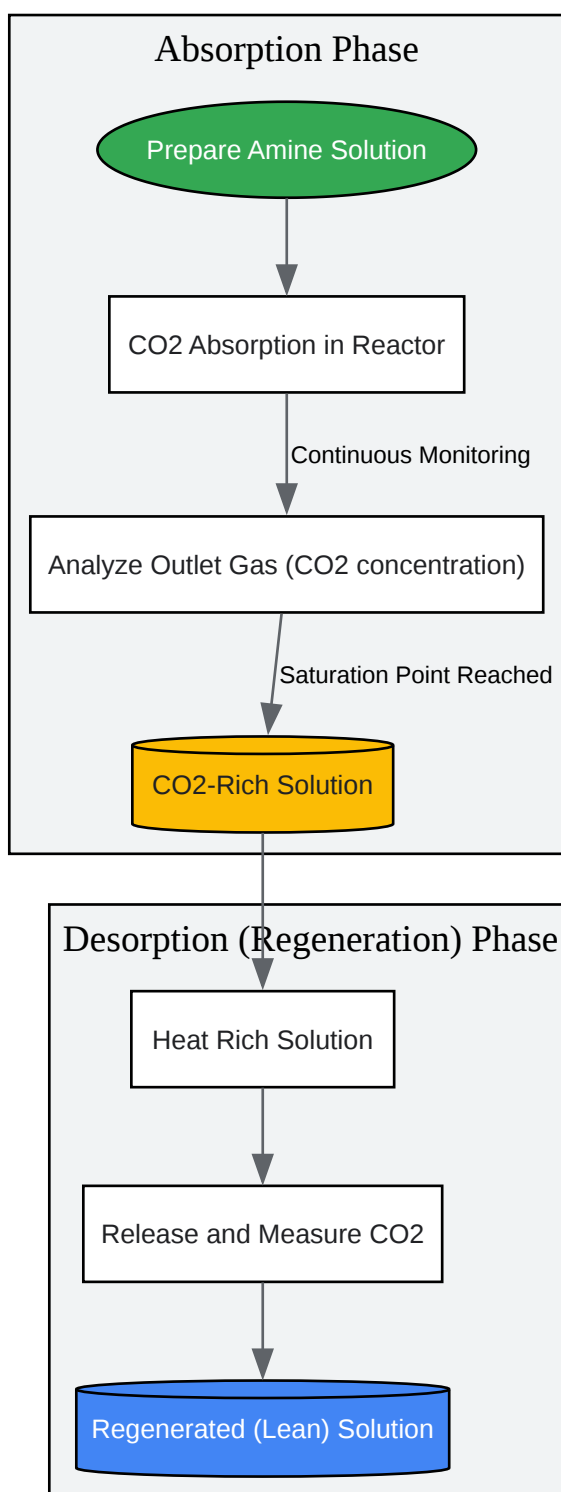 Absorption Phase
Prepare Amine Solution
CO2 Absorption in Reactor
Continuous Monitoring
Analyze Outlet Gas (CO2 concentration)
Saturation Point Reached
CO2-Rich Solution
Desorption (Regeneration) Phase
Heat Rich Solution
Release and Measure CO2
Regenerated (Lean) Solution